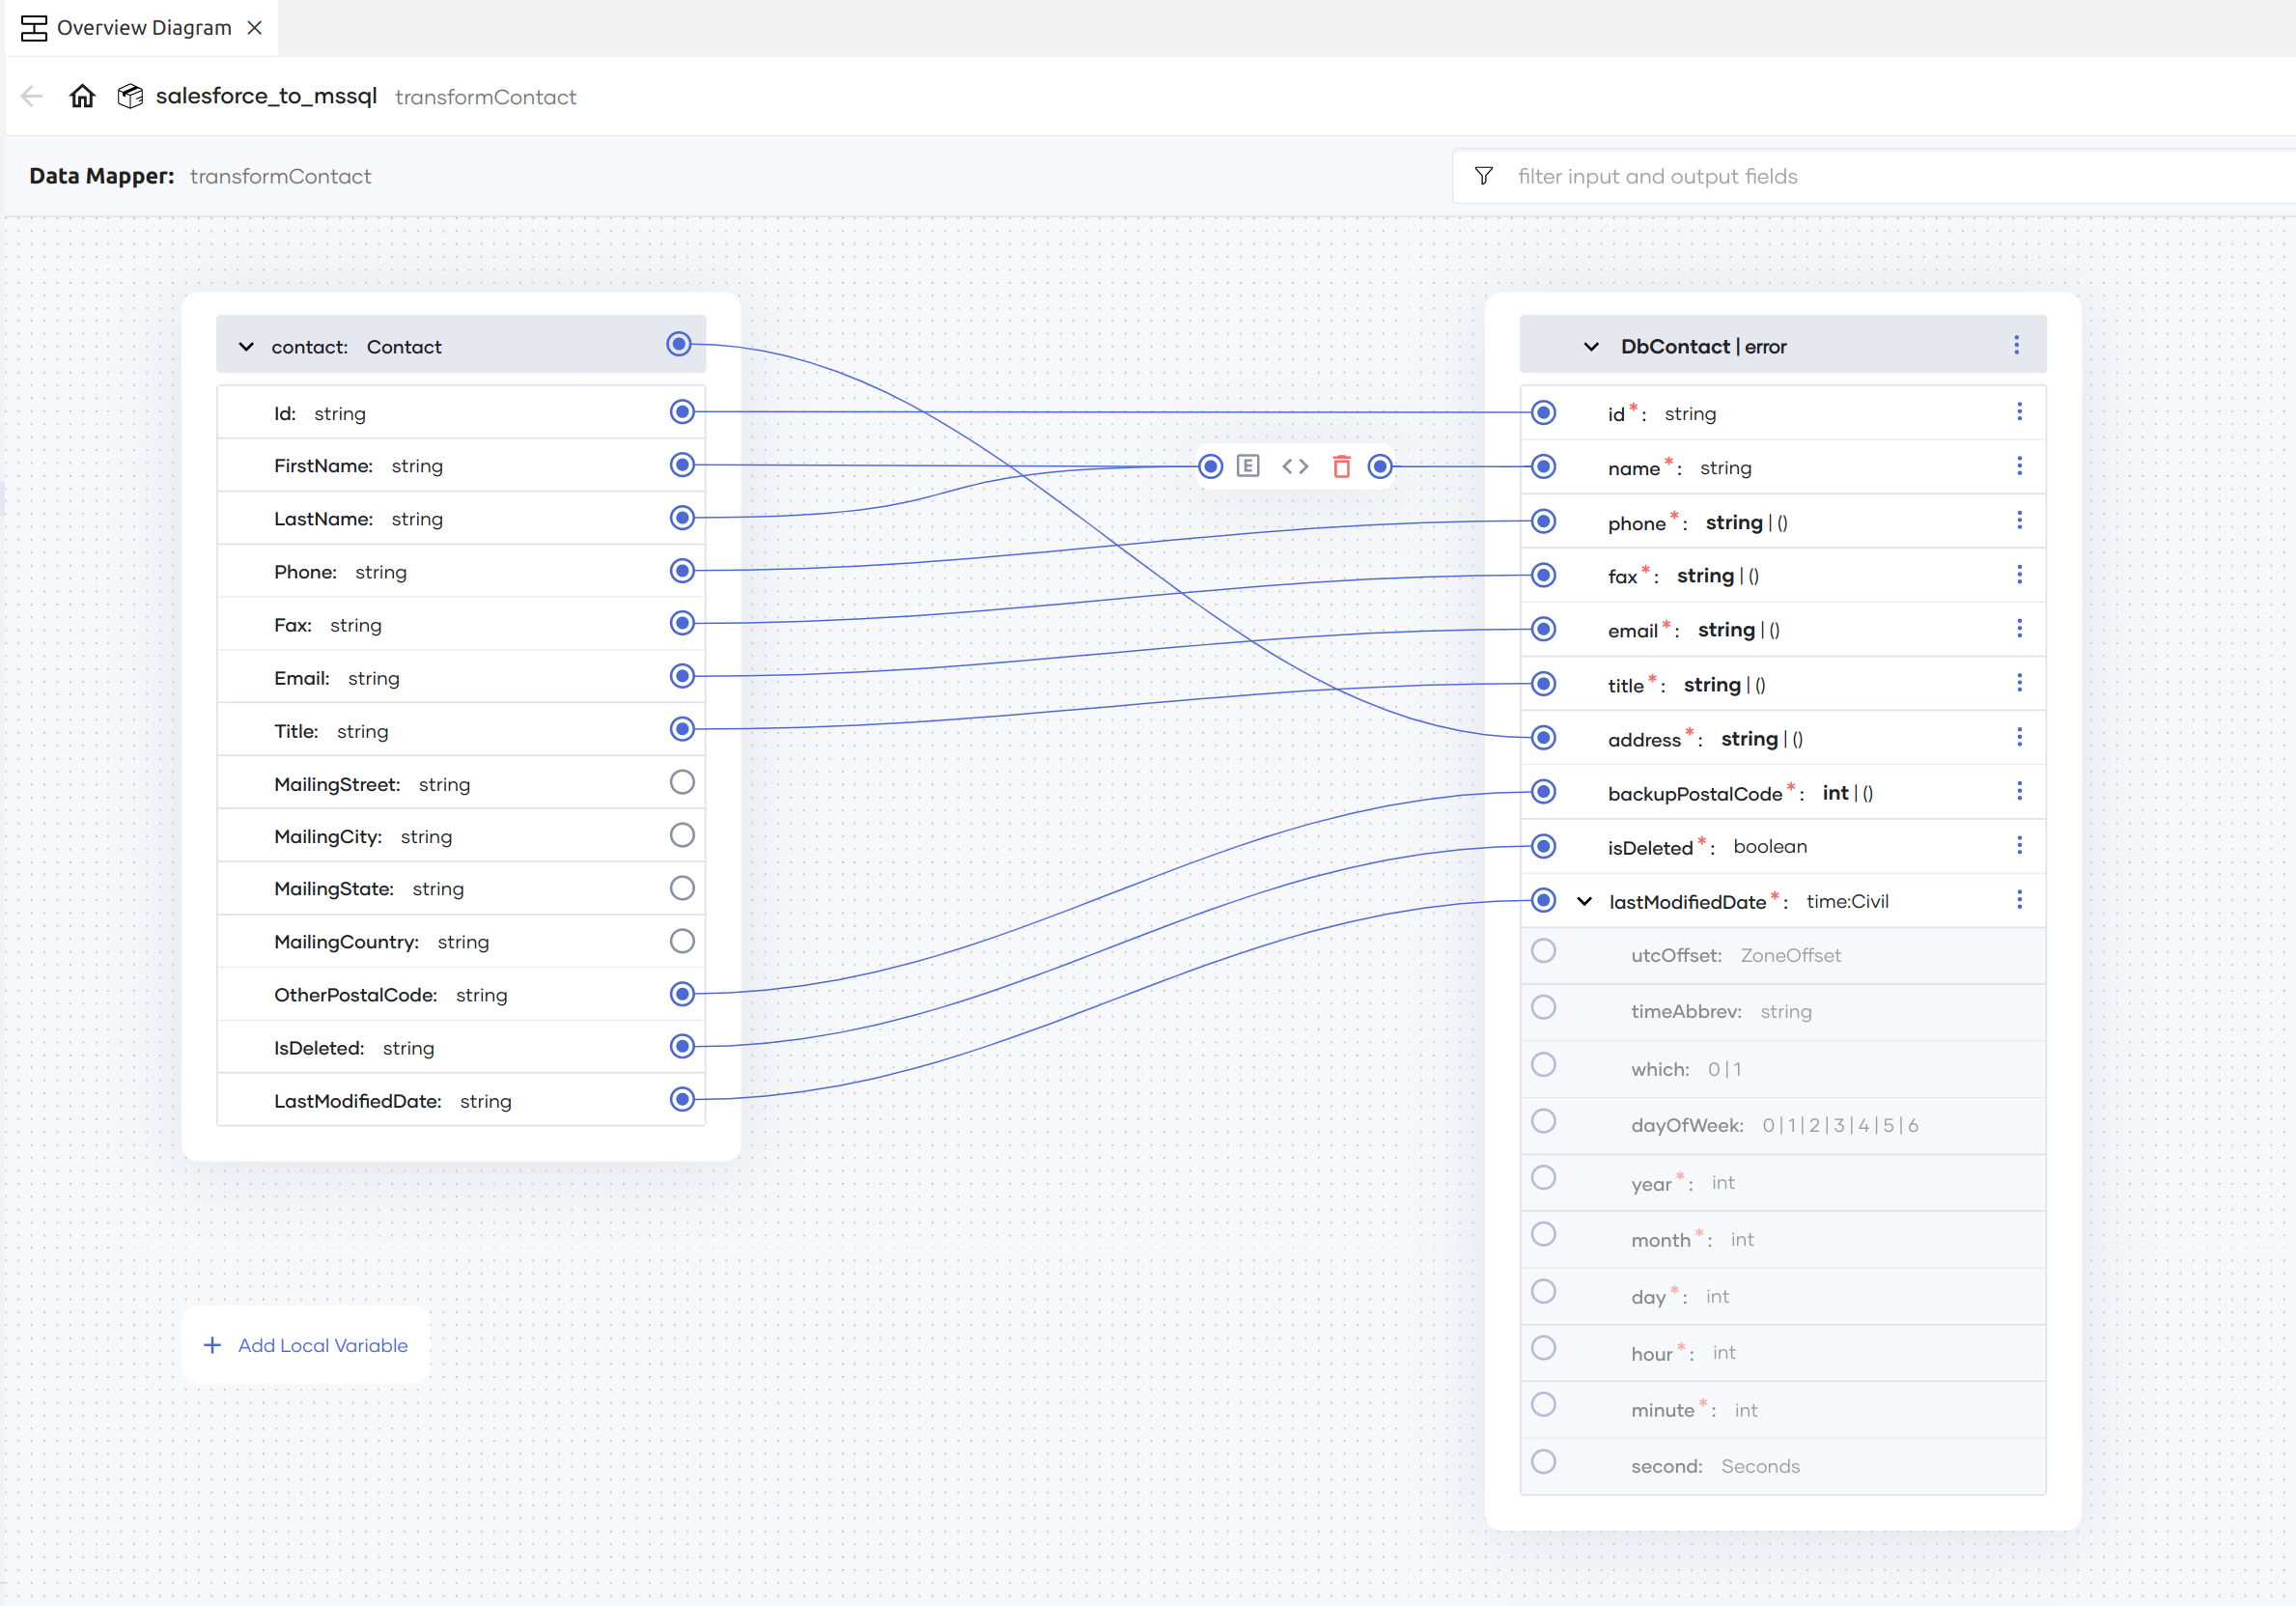 Overview Diagram
salesforce_to_mssql transformContact
Data Mapper: transformContact
filter input and output fields
contact: Contact
Id: string
FirstName: string
LastName: string
Phone: string
Fax: string
Email: string
Title: string
MailingStreet: string
MailingCity: string
MailingState: string
MailingCountry: string
OtherPostalCode: string
IsDeleted: string
LastModifiedDate: string
Add Local Variable
E
DbContact | error
id*: string
name*: string
phone*: string | ()
fax*: string | ()
email*: string | ()
title*: string | ()
address*: string | ()
backupPostalCode*: int | ()
isDeleted*: boolean
lastModifiedDate*: time:Civil
utcOffset: ZoneOffset
timeAbbrev: string
which: 0 | 1
dayOfWeek: 0 | 1 | 2 | 3 | 4 | 5 | 6
year*: int
month*: int
day*: int
hour*: int
minute*: int
second: Seconds